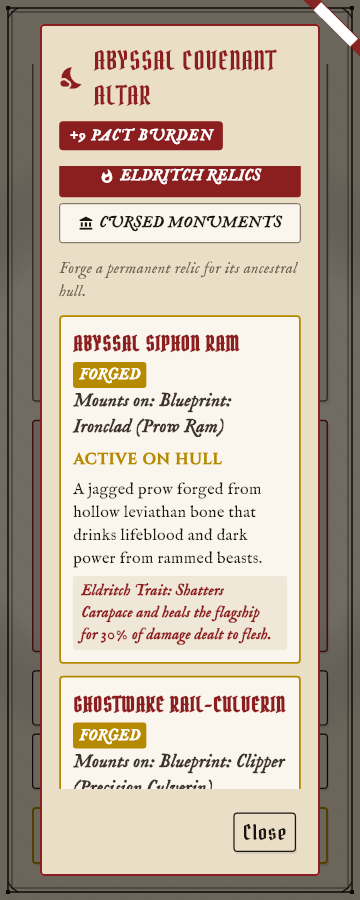 ABYSSAL COVENANT
ALTAR
+9 PACT BURDEN
ELDRITCH RELICS
CURSED MONUMENTS
Forge a permanent relic for its ancestral
hull.
ABYSSAL SIPHON RAM
FORGED
Mounts on: Blueprint:
Ironclad (Prow Ram)
ACTIVE ON HULL
A jagged prow forged from
hollow leviathan bone that
drinks lifeblood and dark
power from rammed beasts.
Eldritch Trait: Shatters
Carapace and heals the flagship
for 30% of damage dealt to flesh.
GHOSTWAKE RAIL-CULVERIN
FORGED
Mounts on: Blueprint: Clipper
(Precision Culverin)
Close